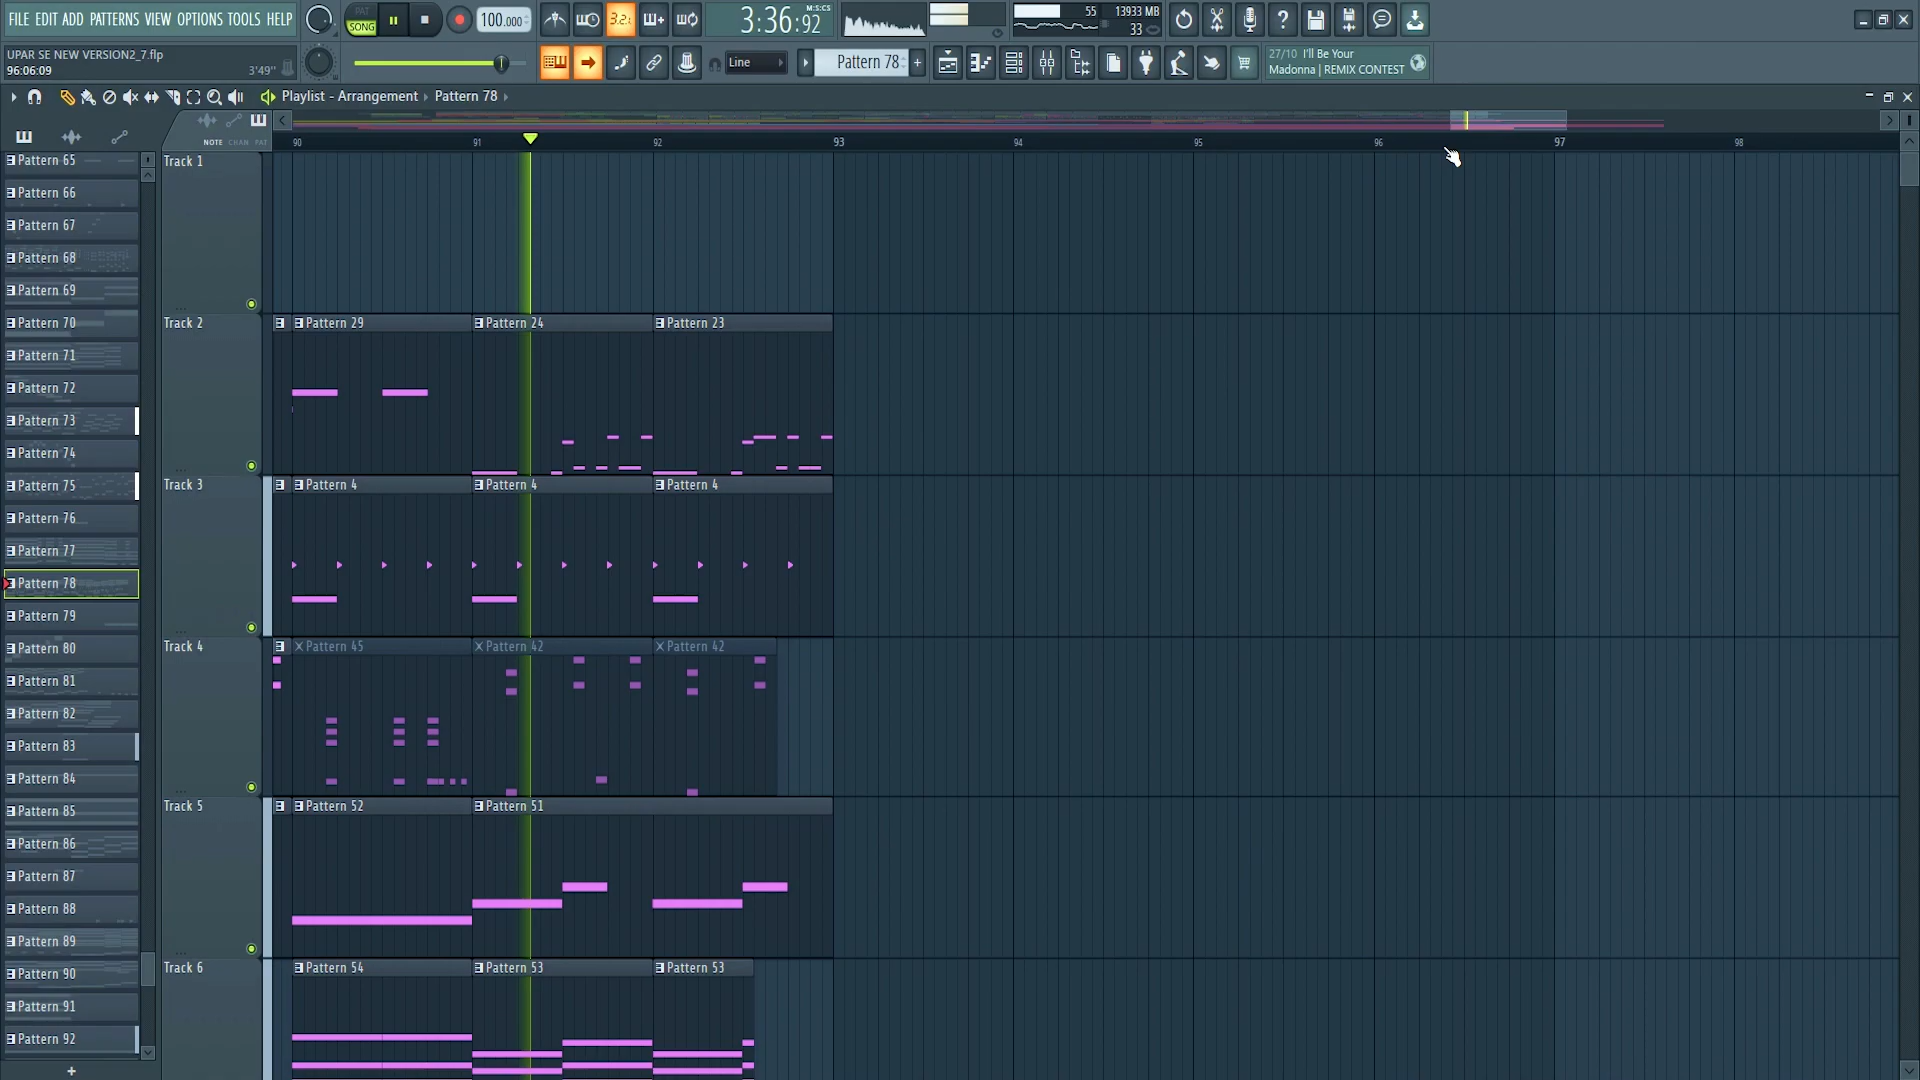 FILE EDIT ADD PATTERNS VIEW OPTIONS TOOLS HELP
PAT
SONG
100.000
3.2.
3:36:92
M:S:CS
55
13933 MB
33
UPAR SE NEW VERSION2_7.flp
96:06:09
3'49"
Line
Pattern 78
+
27/10 I'll Be Your
Madonna | REMIX CONTEST
Playlist - Arrangement
Pattern 78
NOTE CHAN PAT
90
91
92
93
94
95
96
97
98
Pattern 65
Pattern 66
Pattern 67
Pattern 68
Pattern 69
Pattern 70
Pattern 71
Pattern 72
Pattern 73
Pattern 74
Pattern 75
Pattern 76
Pattern 77
Pattern 78
Pattern 79
Pattern 80
Pattern 81
Pattern 82
Pattern 83
Pattern 84
Pattern 85
Pattern 86
Pattern 87
Pattern 88
Pattern 89
Pattern 90
Pattern 91
Pattern 92
+
Track 1
Track 2
Pattern 29
Pattern 24
Pattern 23
Track 3
Pattern 4
Pattern 4
Pattern 4
Track 4
Pattern 45
Pattern 42
Pattern 42
Track 5
Pattern 52
Pattern 51
Track 6
Pattern 54
Pattern 53
Pattern 53